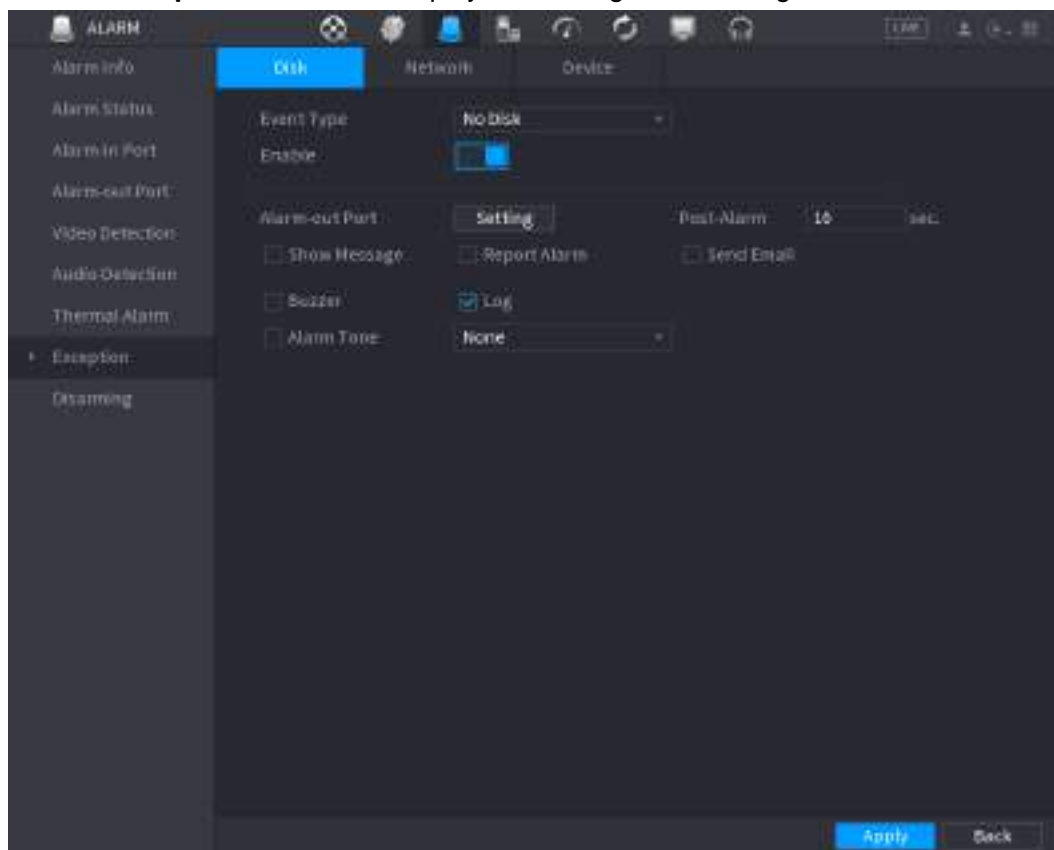 ALARM
LIVE
Alarm Info
Disk Network Device
Alarm Status
Event Type No Disk
Alarm-in Port
Enable
Alarm-out Port
Alarm-out Port Setting Post-Alarm 10 sec.
Video Detection
Show Message Report Alarm Send Email
Audio Detection
Buzzer Log
Thermal Alarm
Alarm Tone None
Exception
Disarming
Apply Back